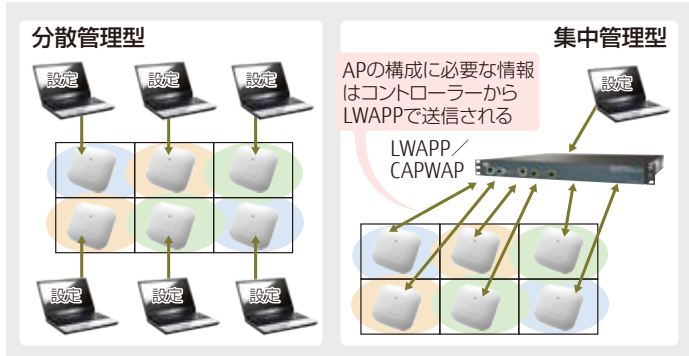 分散管理型
設定
設定
設定
設定
設定
設定
集中管理型
APの構成に必要な情報
はコントローラーから
LWAPPで送信される
設定
LWAPP／
CAPWAP